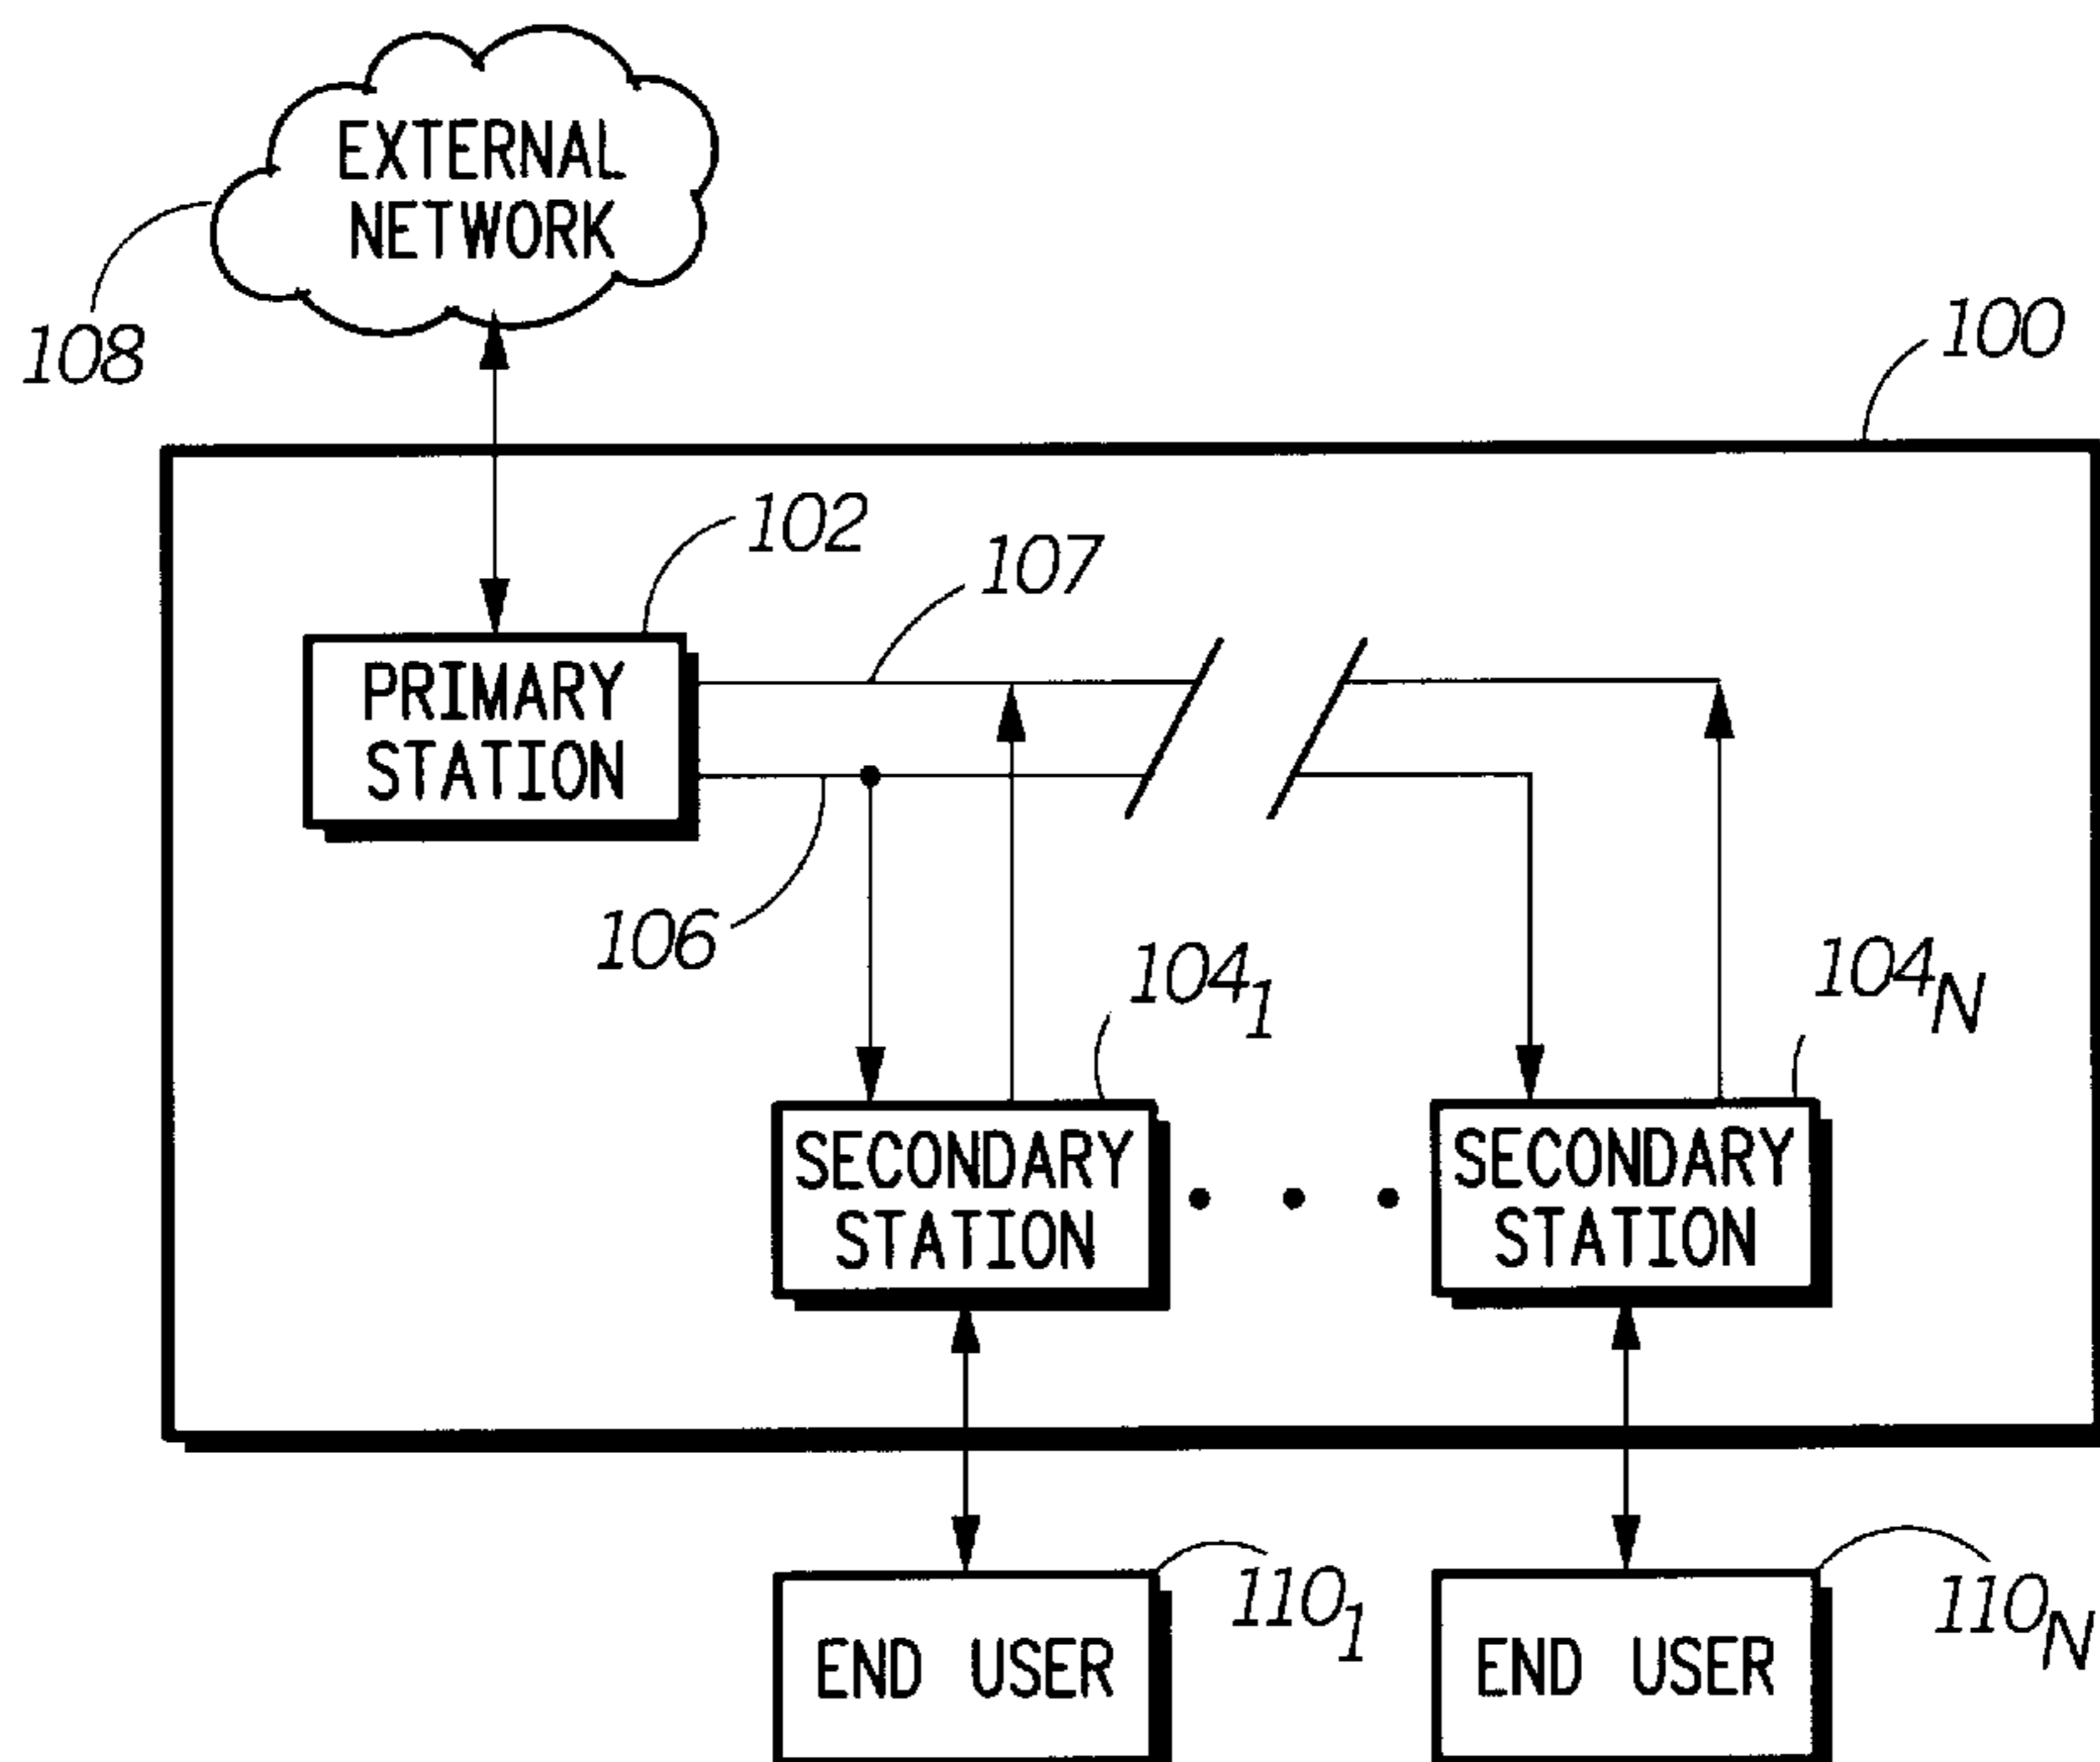 EXTERNAL
NETWORK
108
100
102
107
PRIMARY
STATION
106
104₁
104N
SECONDARY
STATION
SECONDARY
STATION
110₁
110N
END USER
END USER